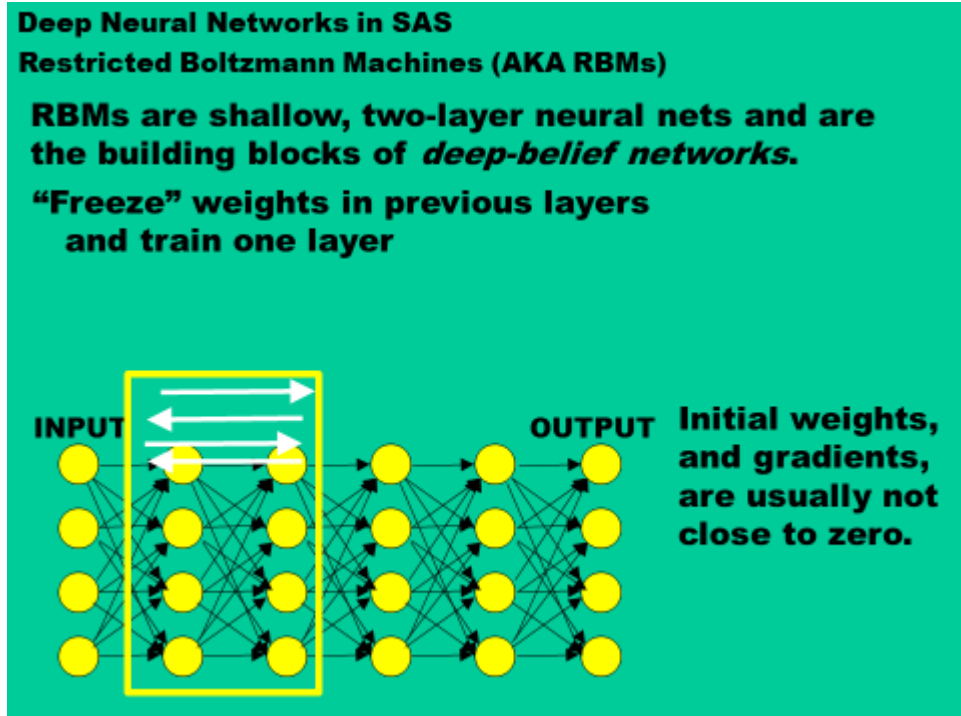 Deep Neural Networks in SAS
Restricted Boltzmann Machines (AKA RBMs)
RBMs are shallow, two-layer neural nets and are
the building blocks of deep-belief networks.
“Freeze” weights in previous layers
and train one layer
INPUT
OUTPUT
Initial weights,
and gradients,
are usually not
close to zero.